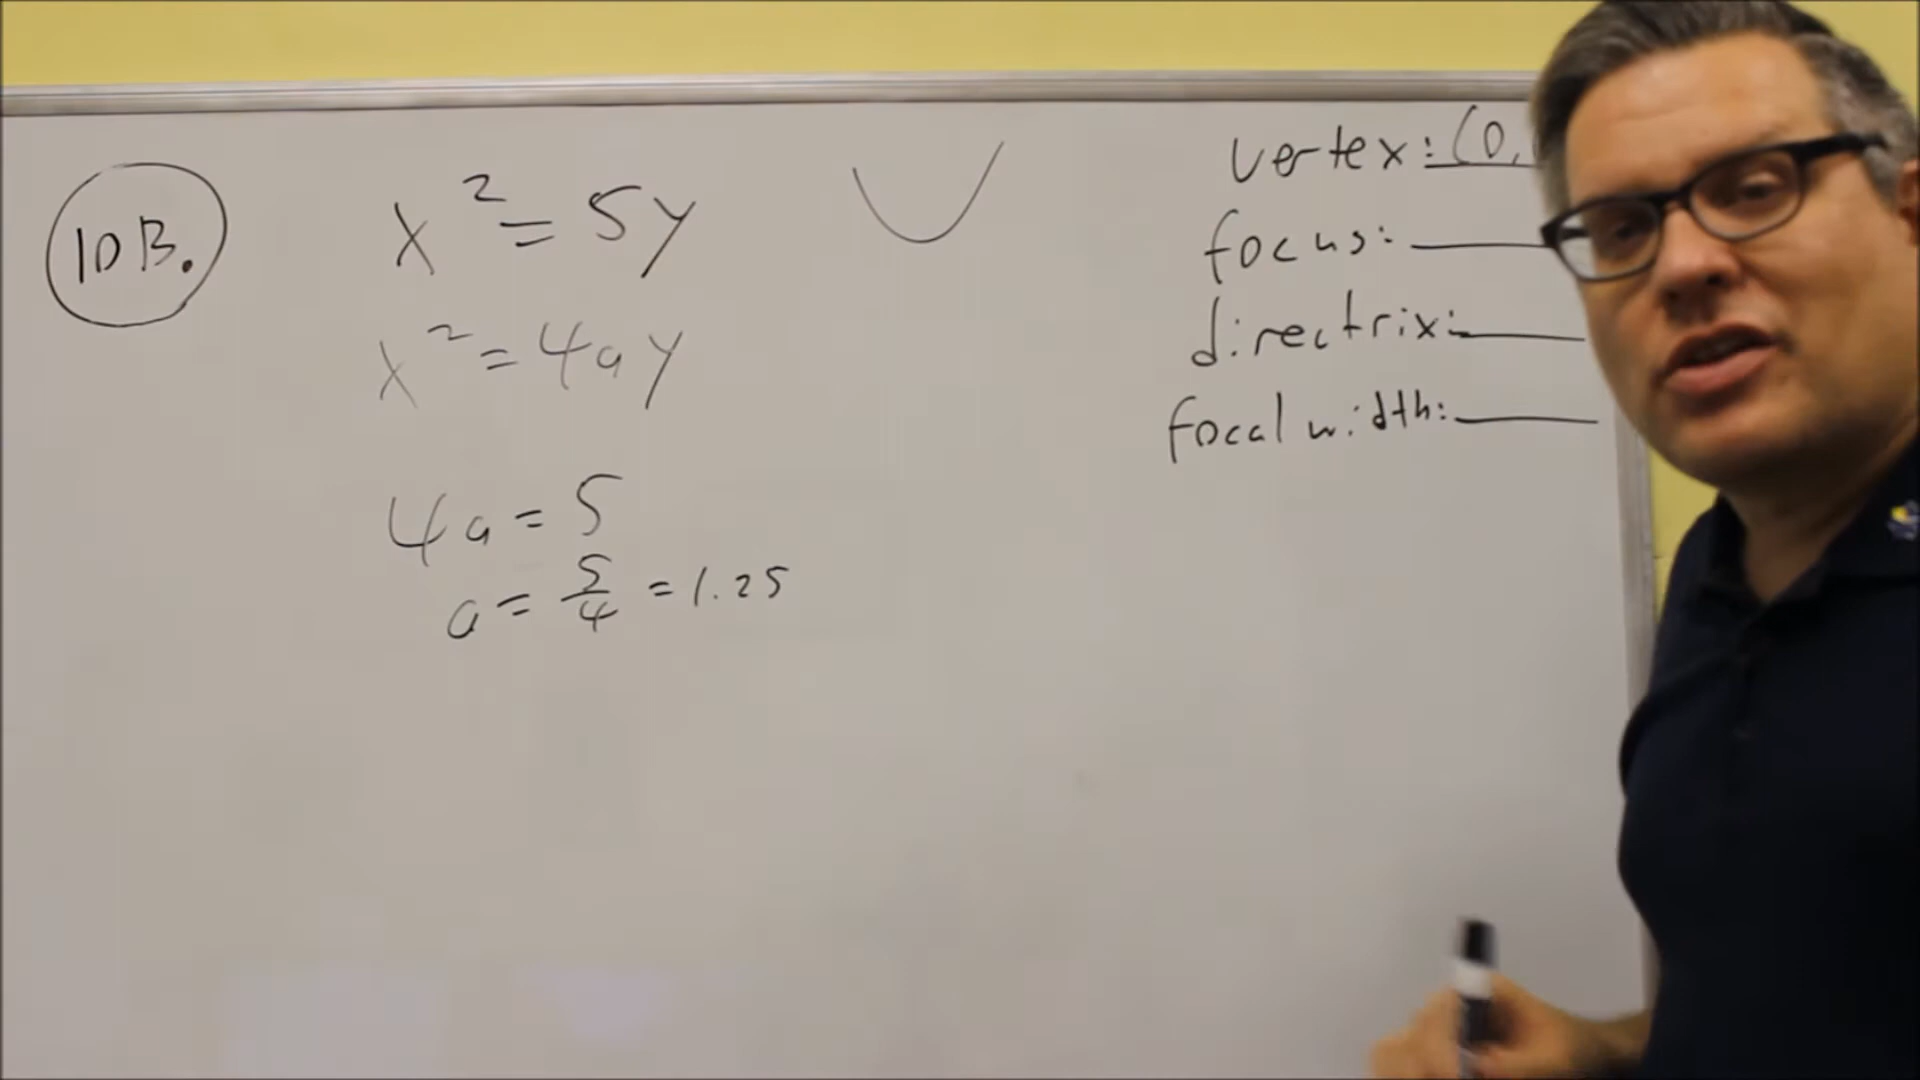 10B.
x² = 5y
x² = 4ay
4a = 5
a = 5/4 = 1.25
vertex: (0,
focus:
directrix:
focal width: